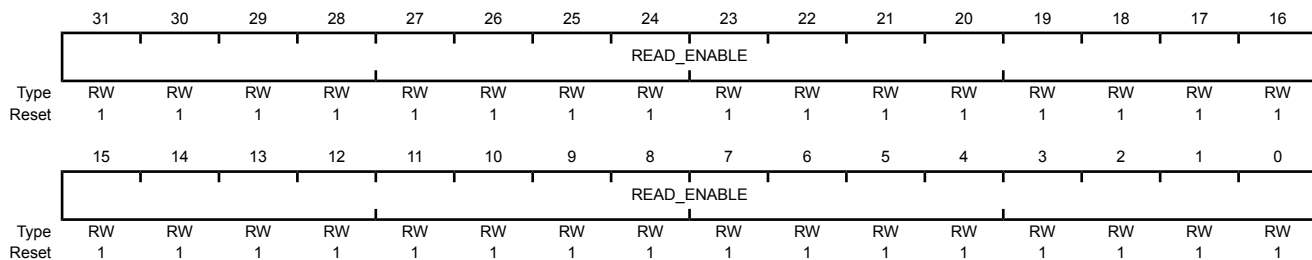 31 30 29 28 27 26 25 24 23 22 21 20 19 18 17 16
READ_ENABLE
Type RW RW RW RW RW RW RW RW RW RW RW RW RW RW RW RW
Reset 1 1 1 1 1 1 1 1 1 1 1 1 1 1 1 1
15 14 13 12 11 10 9 8 7 6 5 4 3 2 1 0
READ_ENABLE
Type RW RW RW RW RW RW RW RW RW RW RW RW RW RW RW RW
Reset 1 1 1 1 1 1 1 1 1 1 1 1 1 1 1 1